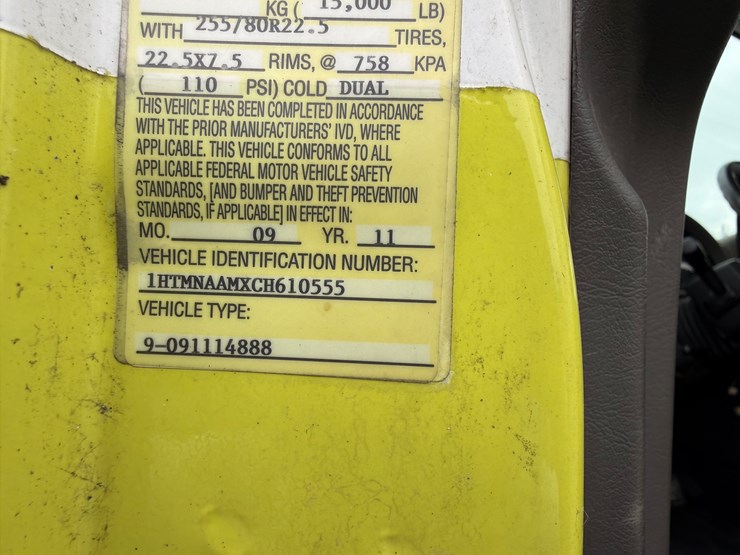 KG ( 15,000 LB)
WITH 255/80R22.5 TIRES,
22.5X7.5 RIMS, @ 758 KPA
( 110 PSI) COLD DUAL
THIS VEHICLE HAS BEEN COMPLETED IN ACCORDANCE
WITH THE PRIOR MANUFACTURERS' IVD, WHERE
APPLICABLE. THIS VEHICLE CONFORMS TO ALL
APPLICABLE FEDERAL MOTOR VEHICLE SAFETY
STANDARDS, [AND BUMPER AND THEFT PREVENTION
STANDARDS, IF APPLICABLE] IN EFFECT IN:
MO. 09 YR. 11
VEHICLE IDENTIFICATION NUMBER:
1HTMNAAMXCH610555
VEHICLE TYPE:
9-091114888